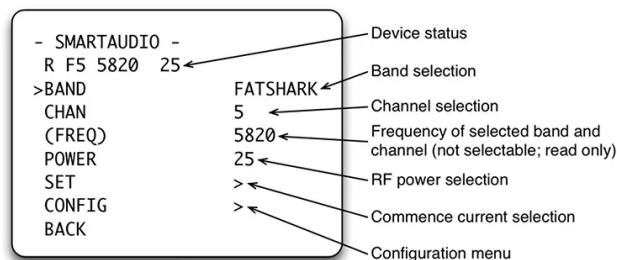 - SMARTAUDIO -
R F5 5820 25
>BAND FATSHARK
CHAN 5
(FREQ) 5820
POWER 25
SET >
CONFIG >
BACK
Device status
Band selection
Channel selection
Frequency of selected band and
channel (not selectable; read only)
RF power selection
Commence current selection
Configuration menu